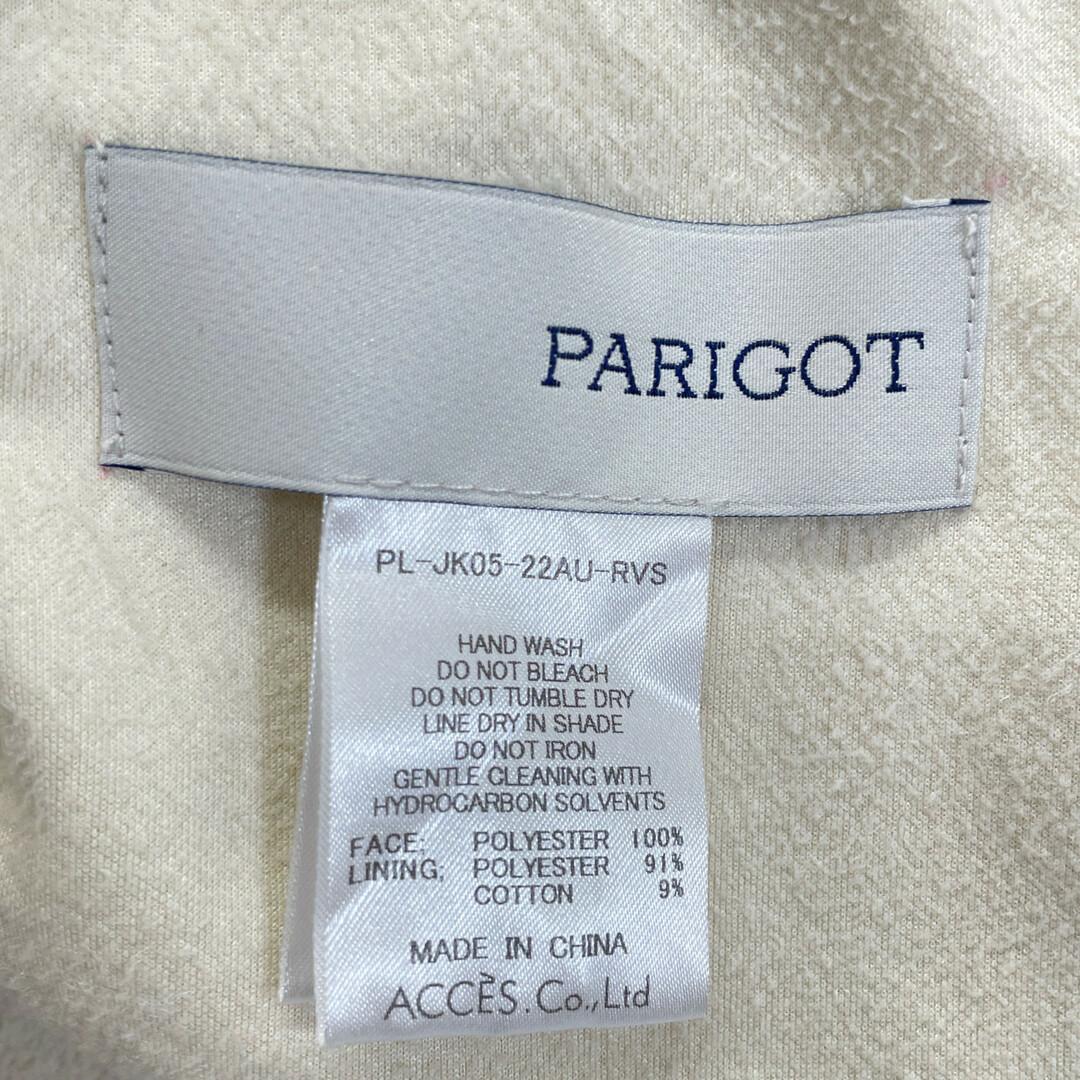 PARIGOT
PL-JK05-22AU-RVS
HAND WASH
DO NOT BLEACH
DO NOT TUMBLE DRY
LINE DRY IN SHADE
DO NOT IRON
GENTLE CLEANING WITH
HYDROCARBON SOLVENTS
FACE: POLYESTER 100%
LINING: POLYESTER 91%
COTTON 9%
MADE IN CHINA
ACCÈS.Co.,Ltd